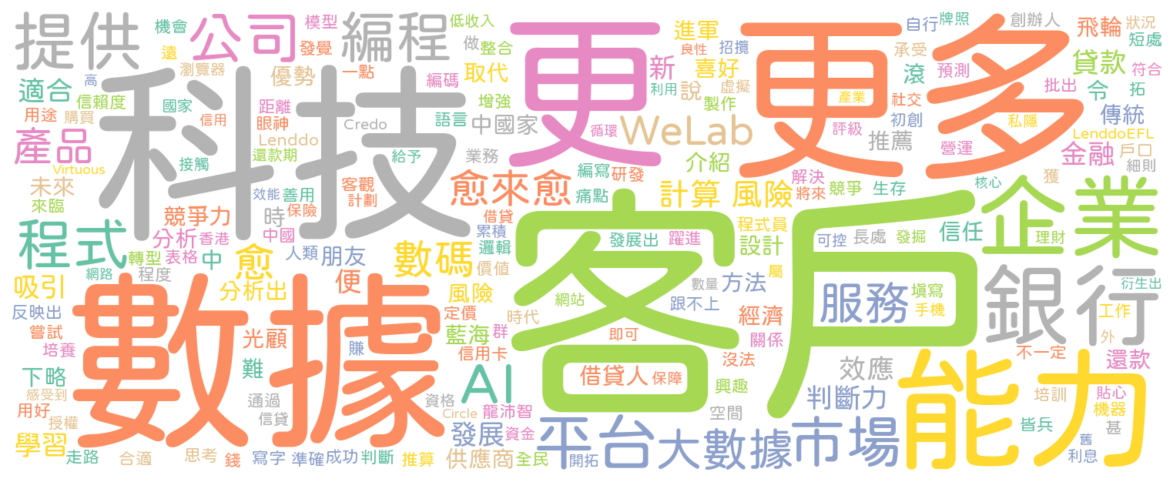 提供
機會
公司
模型
編程
低收入
做
整合
進軍
良性
招攬
更
更多
自行
牌照
創辦人
飛輪
狀況
短處
遠
瀏覽器
高
發覺
優勢
一點
科技
編碼
取代
利用
新
喜好
虛擬
承受
滾
預測
貸款
符合
適合
信賴度
國家
增強
說
製作
產業
社交
批出
令
拓
用途
購買
信用
距離
眼神
Credo
語言
中國家
循環
WeLab
評級
初創
推薦
私隱
傳統
LenddoEFL
產品
Virtuous
接觸
Lenddo
還款期
給予
業務
編寫
研發
介紹
解決
營運
金融
戶口
細則
未來
來臨
效能
善用
客觀
計劃
愈來愈
痛點
計算
風險
將來
競爭
生存
核心
獲
企業
競爭力
保險
時
借貸
累積
客戶
程式員
程式
分析
香港
中國
邏輯
發展出
躍進
設計
可控
長處
發掘
信任
理財
轉型
表格
中
人類
朋友
數碼
價值
屬
網路
程度
愈
吸引
分析出
便
風險
網站
數量
方法
服務
填寫
手機
銀行
衍生出
反映出
數據
定價
時代
跟不上
工作
嘗試
光顧
賺
藍海
群
即可
經濟
關係
外
培養
信用卡
沒法
不一定
還款
下略
難
AI
借貸人
保障
興趣
效應
能力
感受到
用好
通過
資格
Circle
龍沛智
空間
判斷力
培訓
貼心
機器
授權
信貸
發展
資金
平台
大數據
市場
皆兵
甚
學習
走路
合適
思考
錢
寫字
準確
成功
判斷
推算
供應商
全民
開拓
舊
利息